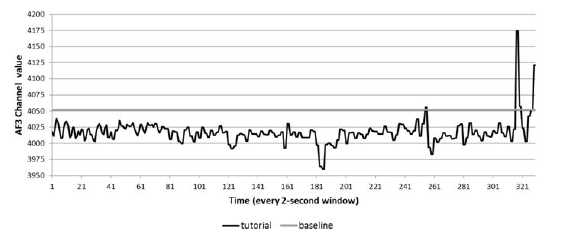 4200
4175
4150
4125
4100
4075
4050
4025
4000
3975
3950
AF3 Channel value
1 21 41 61 81 101 121 141 161 181 201 221 241 261 281 301 321
Time (every 2-second window)
tutorial baseline